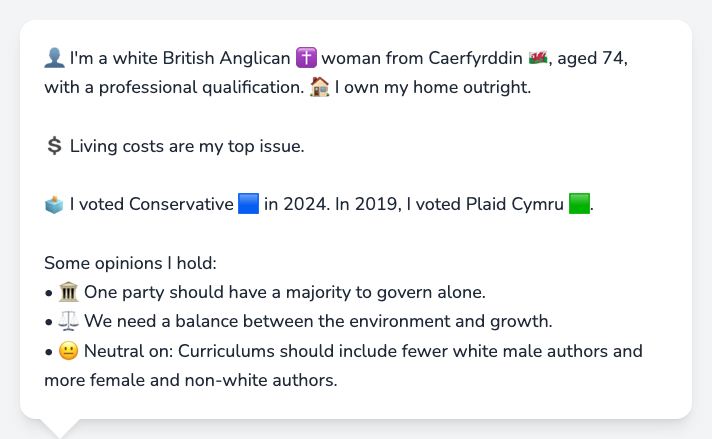 👤 I'm a white British Anglican ✝️ woman from Caerfyrddin 🏴󠁧󠁢󠁷󠁬󠁳󠁿, aged 74,
with a professional qualification. 🏠 I own my home outright.
💲 Living costs are my top issue.
🗳️ I voted Conservative 🟦 in 2024. In 2019, I voted Plaid Cymru 🟩.
Some opinions I hold:
• 🏛️ One party should have a majority to govern alone.
• ⚖️ We need a balance between the environment and growth.
• 😐 Neutral on: Curriculums should include fewer white male authors and
more female and non-white authors.